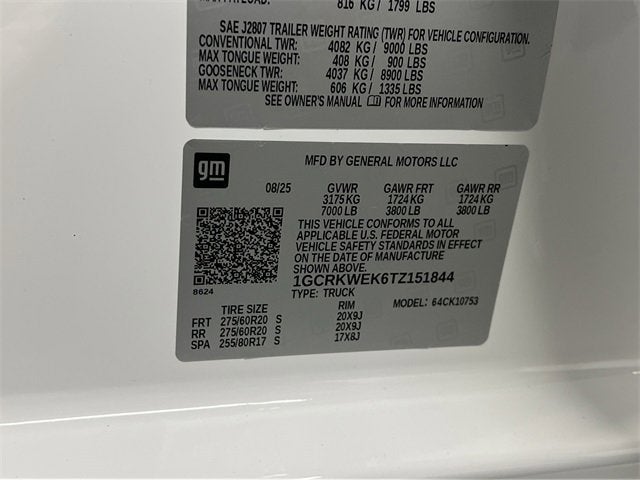 816 KG / 1799 LBS
SAE J2807 TRAILER WEIGHT RATING (TWR) FOR VEHICLE CONFIGURATION.
CONVENTIONAL TWR: 4082 KG / 9000 LBS
MAX TONGUE WEIGHT: 408 KG / 900 LBS
GOOSENECK TWR: 4037 KG / 8900 LBS
MAX TONGUE WEIGHT: 606 KG / 1335 LBS
SEE OWNER'S MANUAL FOR MORE INFORMATION
gm
MFD BY GENERAL MOTORS LLC
08/25 GVWR GAWR FRT GAWR RR
3175 KG 1724 KG 1724 KG
7000 LB 3800 LB 3800 LB
THIS VEHICLE CONFORMS TO ALL
APPLICABLE U.S. FEDERAL MOTOR
VEHICLE SAFETY STANDARDS IN EFFECT
ON THE DATE OF MANUFACTURE
SHOWN ABOVE.
1GCRKWEK6TZ151844
8624
TYPE: TRUCK
MODEL: 64CK10753
TIRE SIZE RIM
FRT 275/60R20 S 20X9J
RR 275/60R20 S 20X9J
SPA 255/80R17 S 17X8J